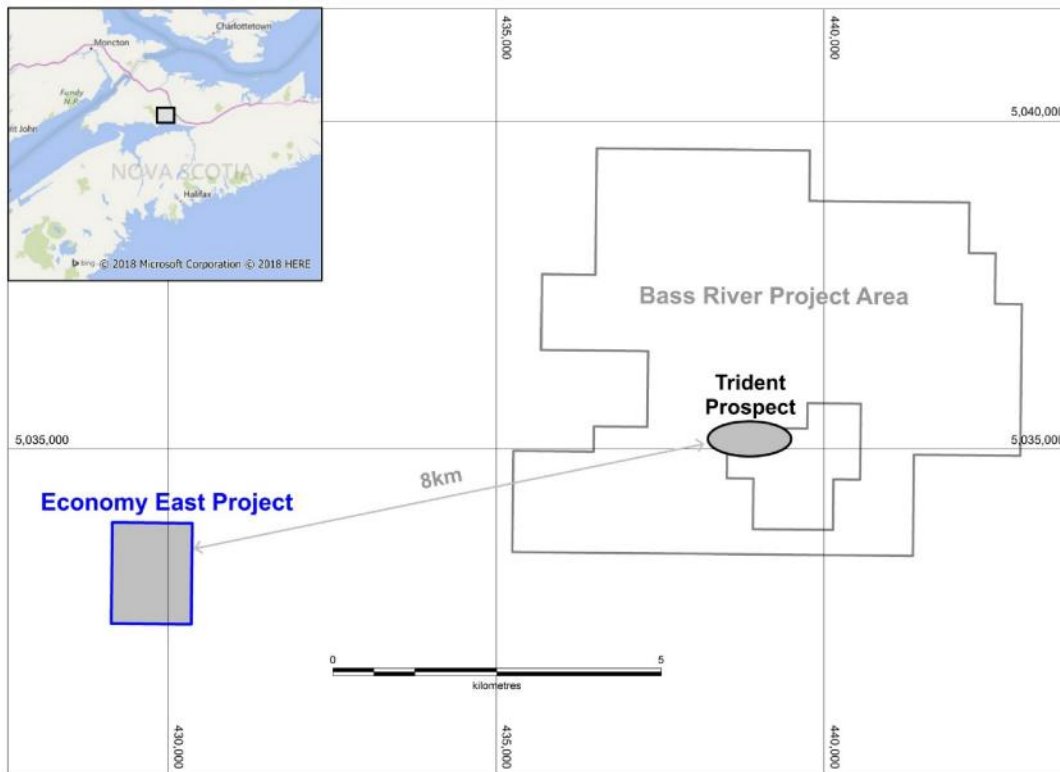 Charlottetown
Moncton
Fundy
N.P.
nt John
NOVA SCOTIA
Halifax
bing © 2018 Microsoft Corporation © 2018 HERE
435,000
440,000
5,040,000
Bass River Project Area
Trident
Prospect
5,035,000
5,035,000
8km
Economy East Project
0
5
kilometres
430,000
435,000
440,000